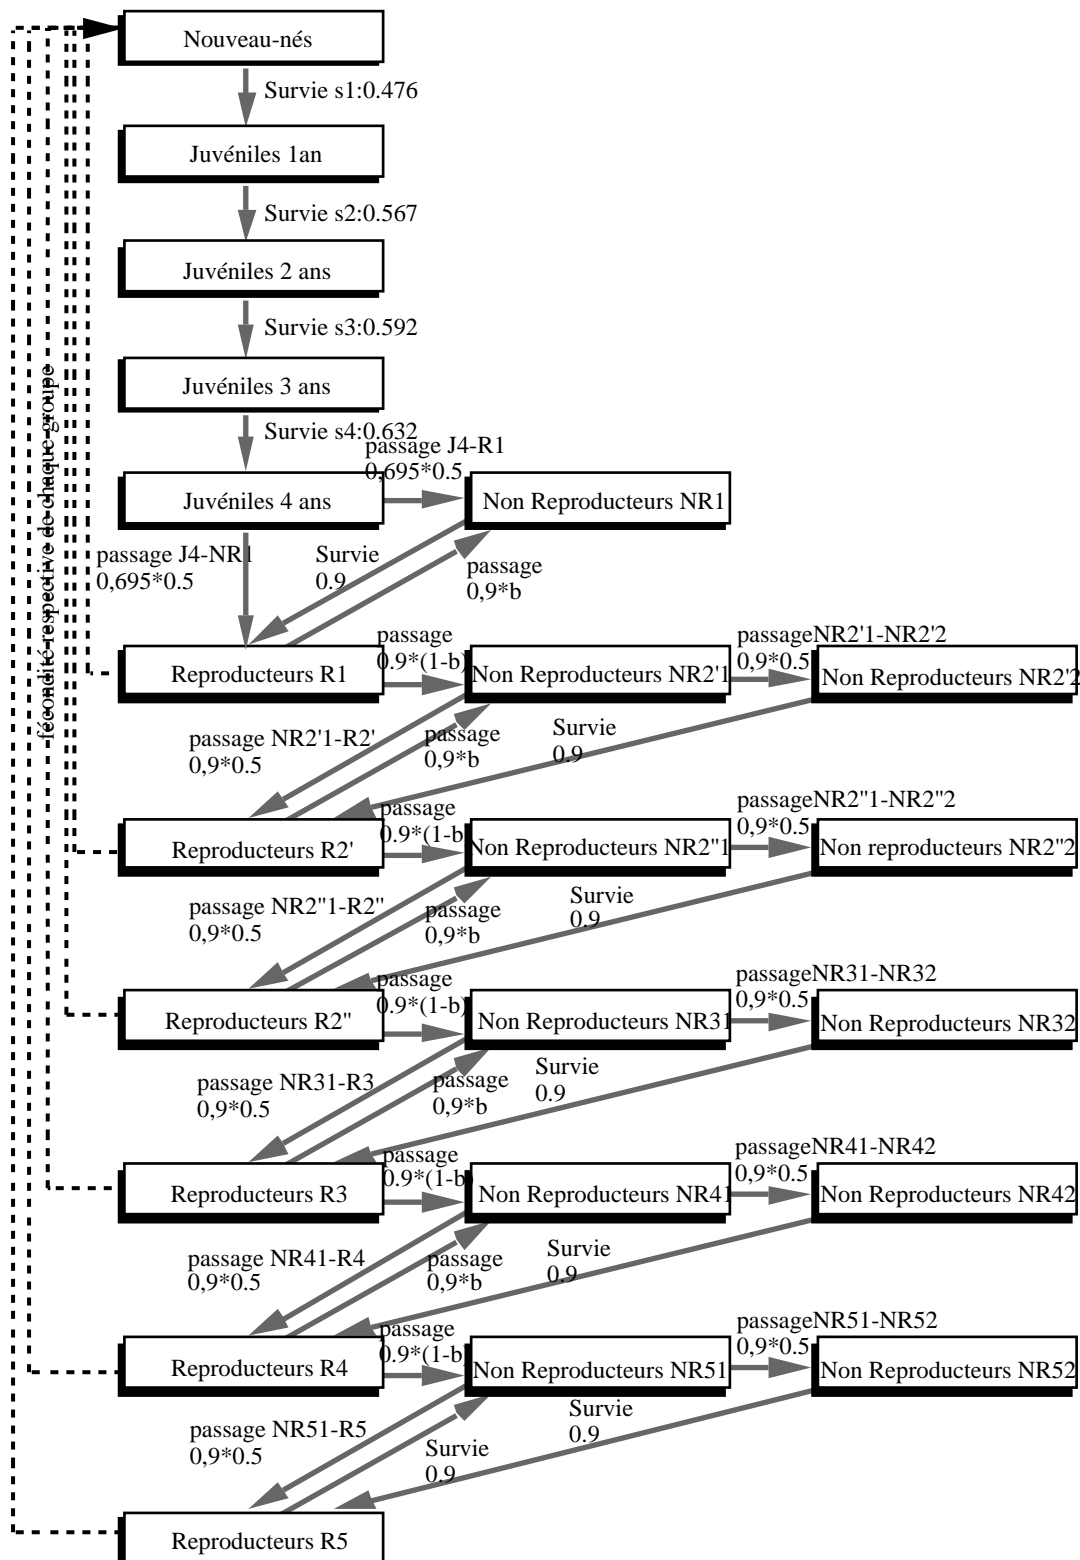 Nouveau-nés
Survie s1:0.476
Juvéniles 1an
Survie s2:0.567
Juvéniles 2 ans
Survie s3:0.592
Juvéniles 3 ans
Survie s4:0.632
passage J4-R1
0,695*0.5
Juvéniles 4 ans
Non Reproducteurs NR1
passage J4-NR1
0,695*0.5
Survie
0.9
passage
0,9*b
fécondité respective de chaque groupe
Reproducteurs R1
passage
0.9*(1-b)
Non Reproducteurs NR2'1
passageNR2'1-NR2'2
0,9*0.5
Non Reproducteurs NR2'2
passage NR2'1-R2'
0,9*0.5
passage
0,9*b
Survie
0.9
Reproducteurs R2'
passage
0.9*(1-b)
Non Reproducteurs NR2"1
passageNR2"1-NR2"2
0,9*0.5
Non reproducteurs NR2"2
passage NR2"1-R2"
0,9*0.5
passage
0,9*b
Survie
0.9
Reproducteurs R2"
passage
0.9*(1-b)
Non Reproducteurs NR31
passageNR31-NR32
0,9*0.5
Non Reproducteurs NR32
passage NR31-R3
0,9*0.5
passage
0,9*b
Survie
0.9
Reproducteurs R3
passage
0.9*(1-b)
Non Reproducteurs NR41
passageNR41-NR42
0,9*0.5
Non Reproducteurs NR42
passage NR41-R4
0,9*0.5
passage
0,9*b
Survie
0.9
Reproducteurs R4
passage
0.9*(1-b)
Non Reproducteurs NR51
passageNR51-NR52
0,9*0.5
Non Reproducteurs NR52
passage NR51-R5
0,9*0.5
Survie
0.9
Survie
0.9
Reproducteurs R5